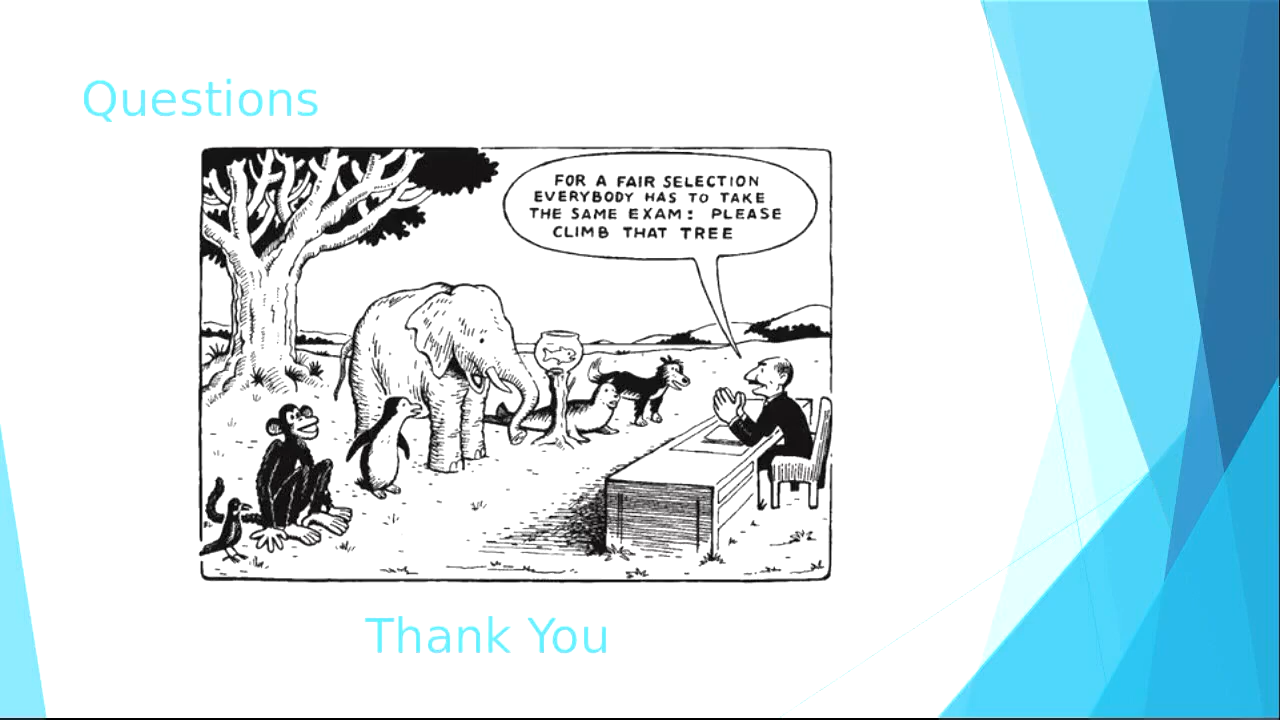 Questions
FOR A FAIR SELECTION
EVERYBODY HAS TO TAKE
THE SAME EXAM: PLEASE
CLIMB THAT TREE
Thank You